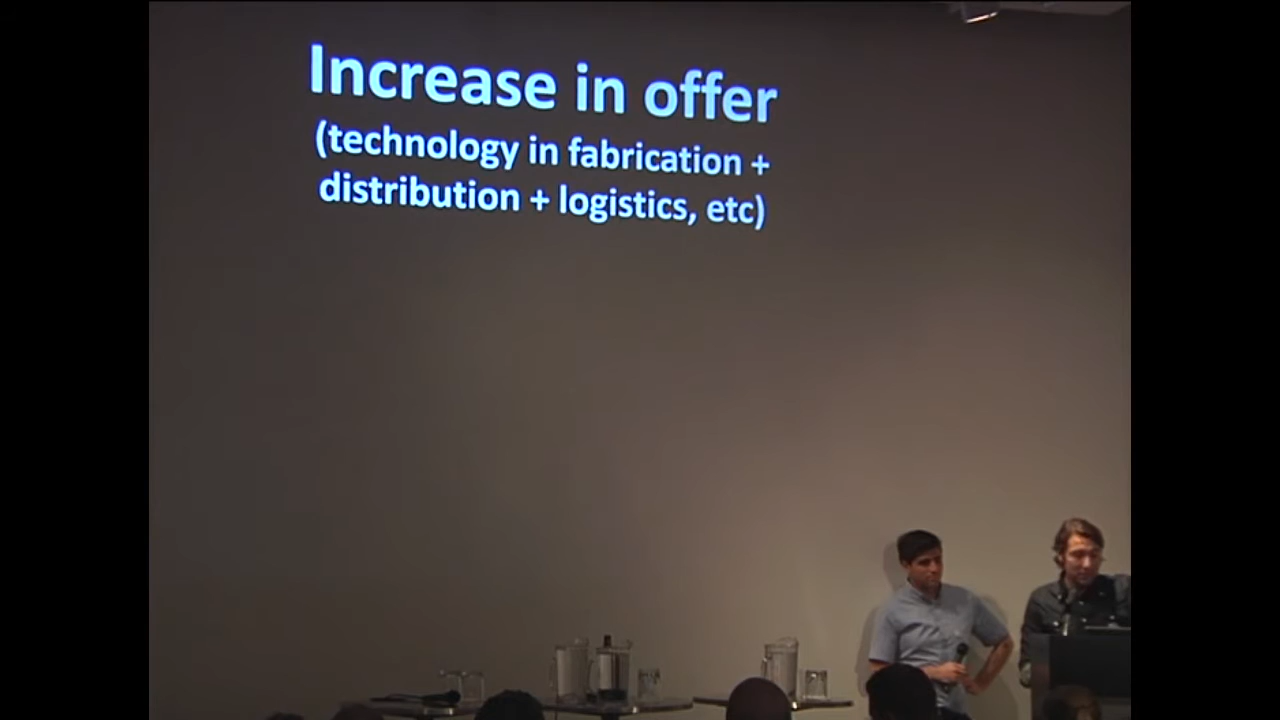 Increase in offer
(technology in fabrication +
distribution + logistics, etc)